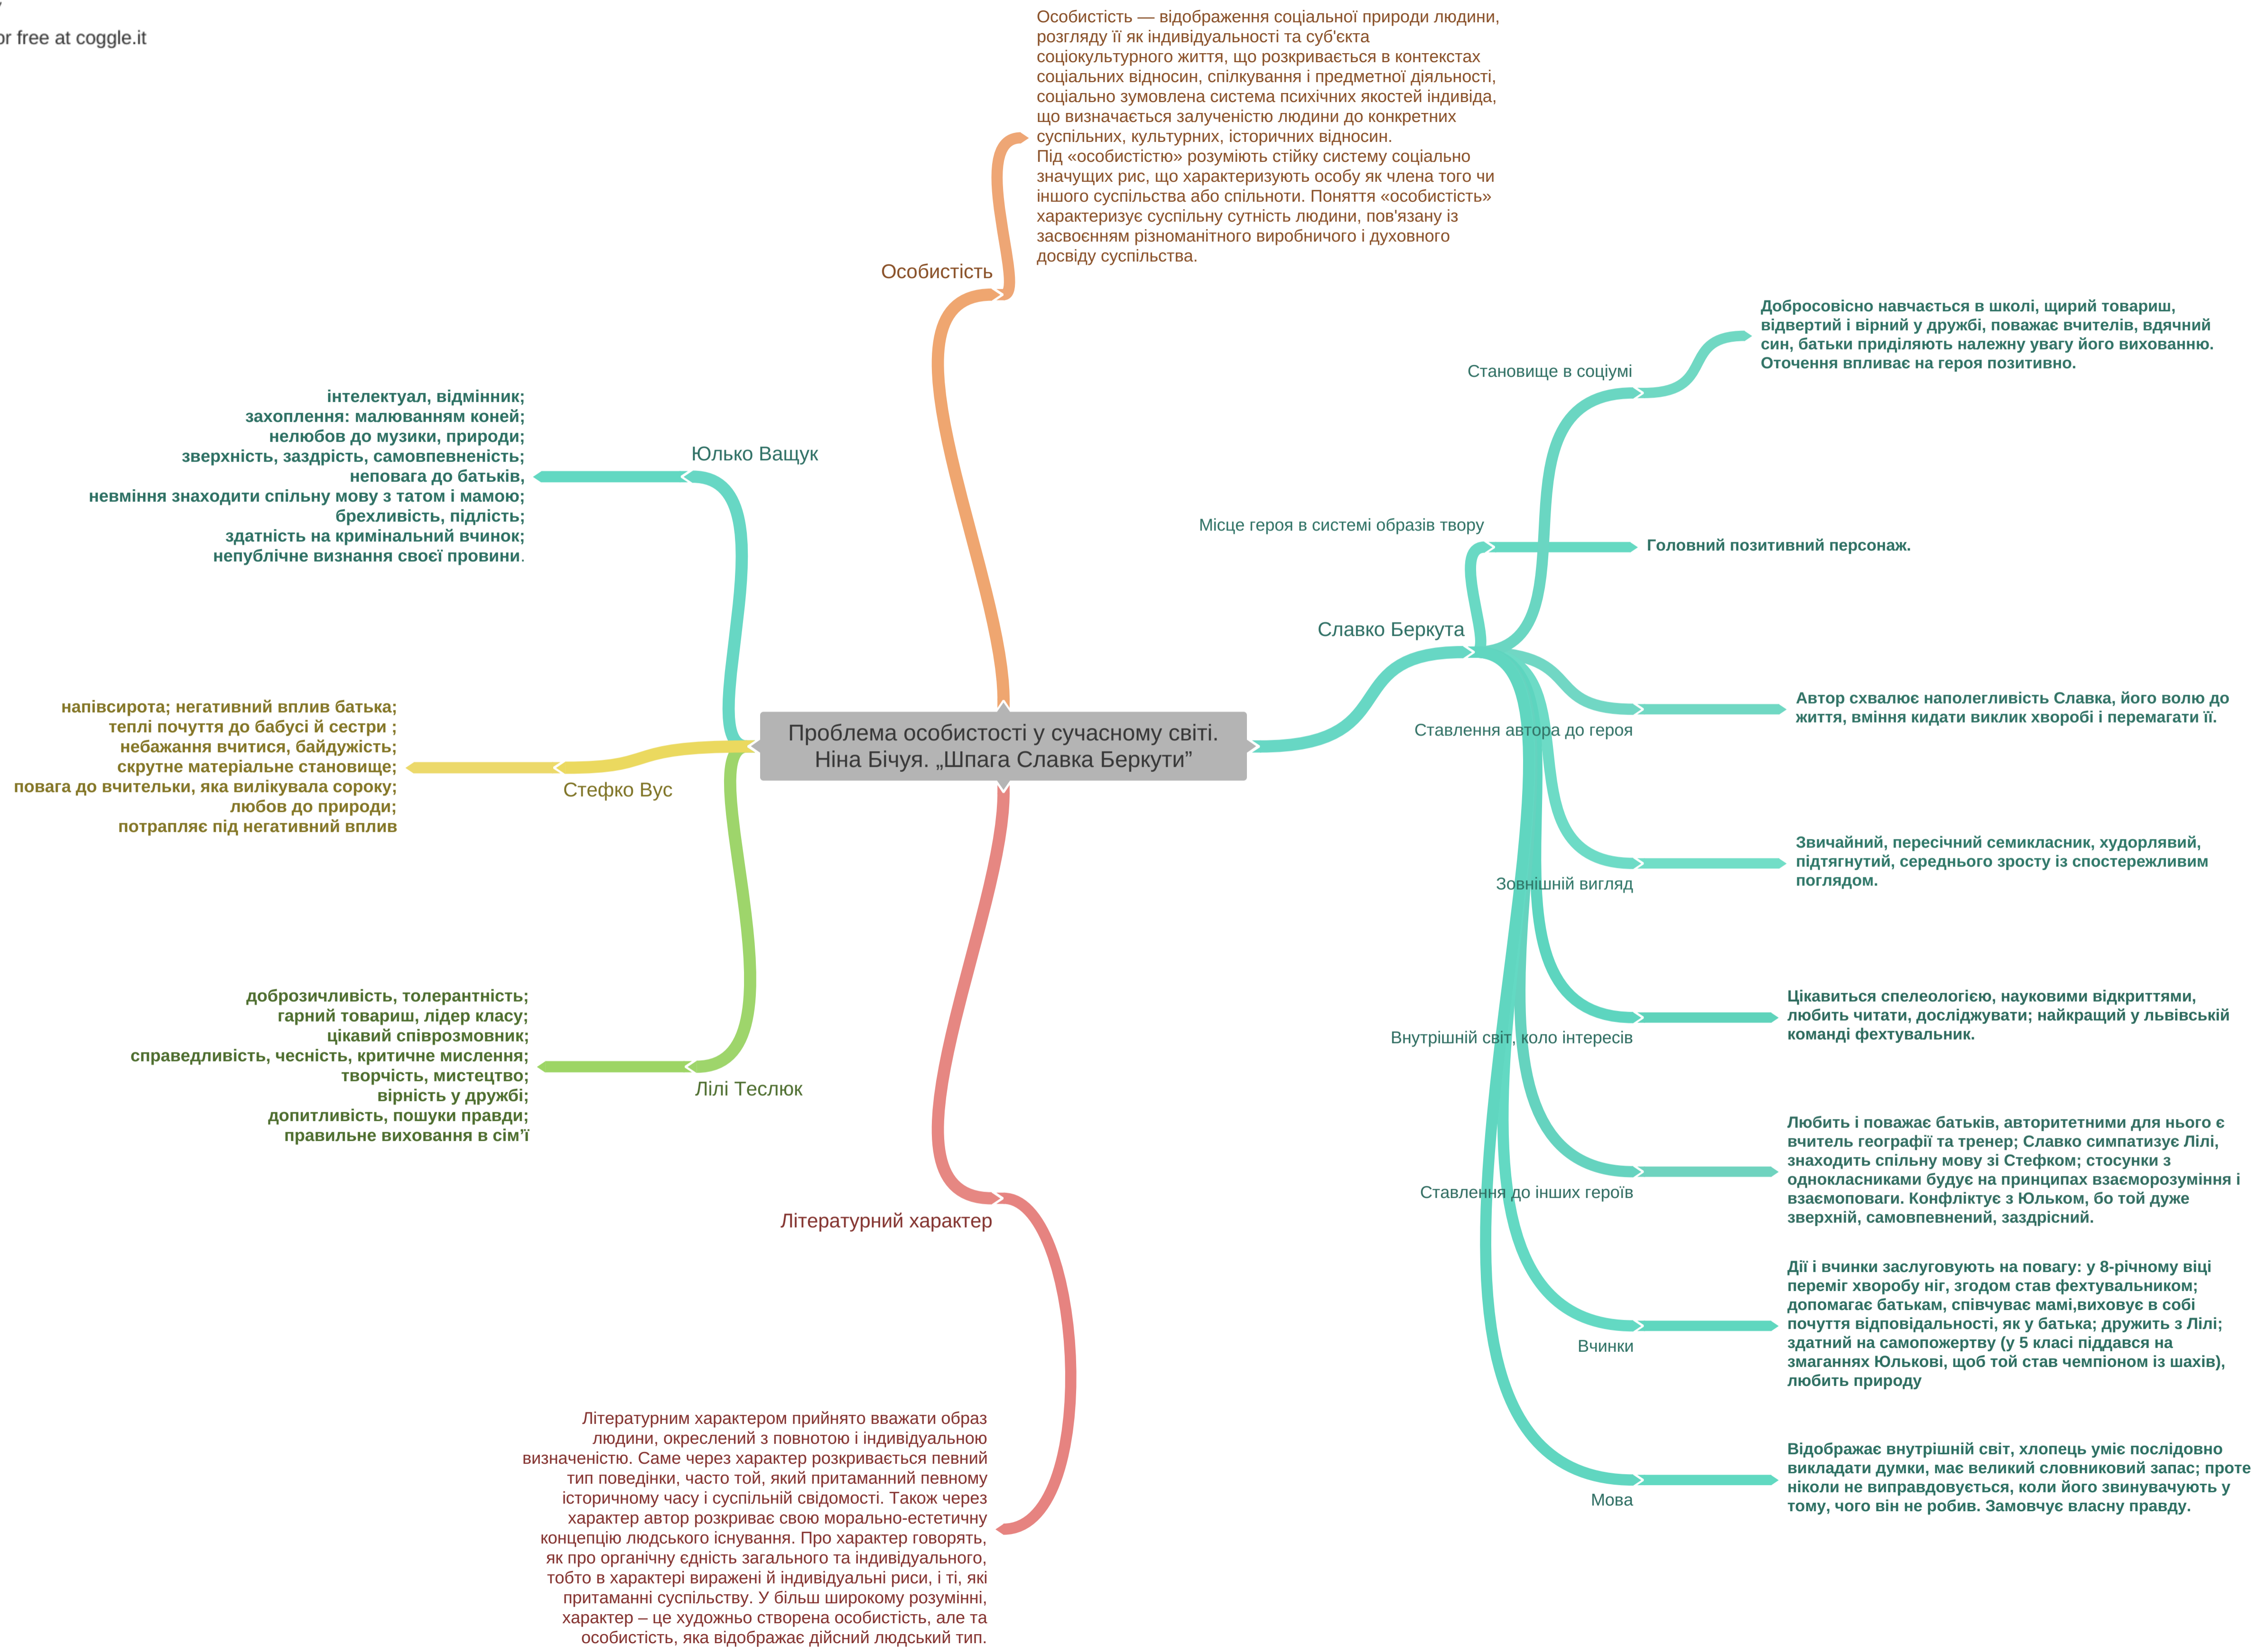 or free at coggle.it
Особистість — відображення соціальної природи людини,
розгляду її як індивідуальності та суб'єкта
соціокультурного життя, що розкривається в контекстах
соціальних відносин, спілкування і предметної діяльності,
соціально зумовлена система психічних якостей індивіда,
що визначається залученістю людини до конкретних
суспільних, культурних, історичних відносин.
Під «особистістю» розуміють стійку систему соціально
значущих рис, що характеризують особу як члена того чи
іншого суспільства або спільноти. Поняття «особистість»
характеризує суспільну сутність людини, пов'язану із
засвоєнням різноманітного виробничого і духовного
досвіду суспільства.
Особистість
Юлько Ващук
інтелектуал, відмінник;
захоплення: малюванням коней;
нелюбов до музики, природи;
зверхність, заздрість, самовпевненість;
неповага до батьків,
невміння знаходити спільну мову з татом і мамою;
брехливість, підлість;
здатність на кримінальний вчинок;
непублічне визнання своєї провини.
Стефко Вус
напівсирота; негативний вплив батька;
теплі почуття до бабусі й сестри ;
небажання вчитися, байдужість;
скрутне матеріальне становище;
повага до вчительки, яка вилікувала сороку;
любов до природи;
потрапляє під негативний вплив
Проблема особистості у сучасному світі.
Ніна Бічуя. „Шпага Славка Беркути”
Лілі Теслюк
доброзичливість, толерантність;
гарний товариш, лідер класу;
цікавий співрозмовник;
справедливість, чесність, критичне мислення;
творчість, мистецтво;
вірність у дружбі;
допитливість, пошуки правди;
правильне виховання в сім’ї
Літературний характер
Літературним характером прийнято вважати образ
людини, окреслений з повнотою і індивідуальною
визначеністю. Саме через характер розкривається певний
тип поведінки, часто той, який притаманний певному
історичному часу і суспільній свідомості. Також через
характер автор розкриває свою морально-естетичну
концепцію людського існування. Про характер говорять,
як про органічну єдність загального та індивідуального,
тобто в характері виражені й індивідуальні риси, і ті, які
притаманні суспільству. У більш широкому розумінні,
характер – це художньо створена особистість, але та
особистість, яка відображає дійсний людський тип.
Славко Беркута
Становище в соціумі
Добросовісно навчається в школі, щирий товариш,
відвертий і вірний у дружбі, поважає вчителів, вдячний
син, батьки приділяють належну увагу його вихованню.
Оточення впливає на героя позитивно.
Місце героя в системі образів твору
Головний позитивний персонаж.
Ставлення автора до героя
Автор схвалює наполегливість Славка, його волю до
життя, вміння кидати виклик хворобі і перемагати її.
Зовнішній вигляд
Звичайний, пересічний семикласник, худорлявий,
підтягнутий, середнього зросту із спостережливим
поглядом.
Внутрішній світ, коло інтересів
Цікавиться спелеологією, науковими відкриттями,
любить читати, досліджувати; найкращий у львівській
команді фехтувальник.
Ставлення до інших героїв
Любить і поважає батьків, авторитетними для нього є
вчитель географії та тренер; Славко симпатизує Лілі,
знаходить спільну мову зі Стефком; стосунки з
однокласниками будує на принципах взаєморозуміння і
взаємоповаги. Конфліктує з Юльком, бо той дуже
зверхній, самовпевнений, заздрісний.
Вчинки
Дії і вчинки заслуговують на повагу: у 8-річному віці
переміг хворобу ніг, згодом став фехтувальником;
допомагає батькам, співчуває мамі,виховує в собі
почуття відповідальності, як у батька; дружить з Лілі;
здатний на самопожертву (у 5 класі піддався на
змаганнях Юлькові, щоб той став чемпіоном із шахів),
любить природу
Мова
Відображає внутрішній світ, хлопець уміє послідовно
викладати думки, має великий словниковий запас; проте
ніколи не виправдовується, коли його звинувачують у
тому, чого він не робив. Замовчує власну правду.